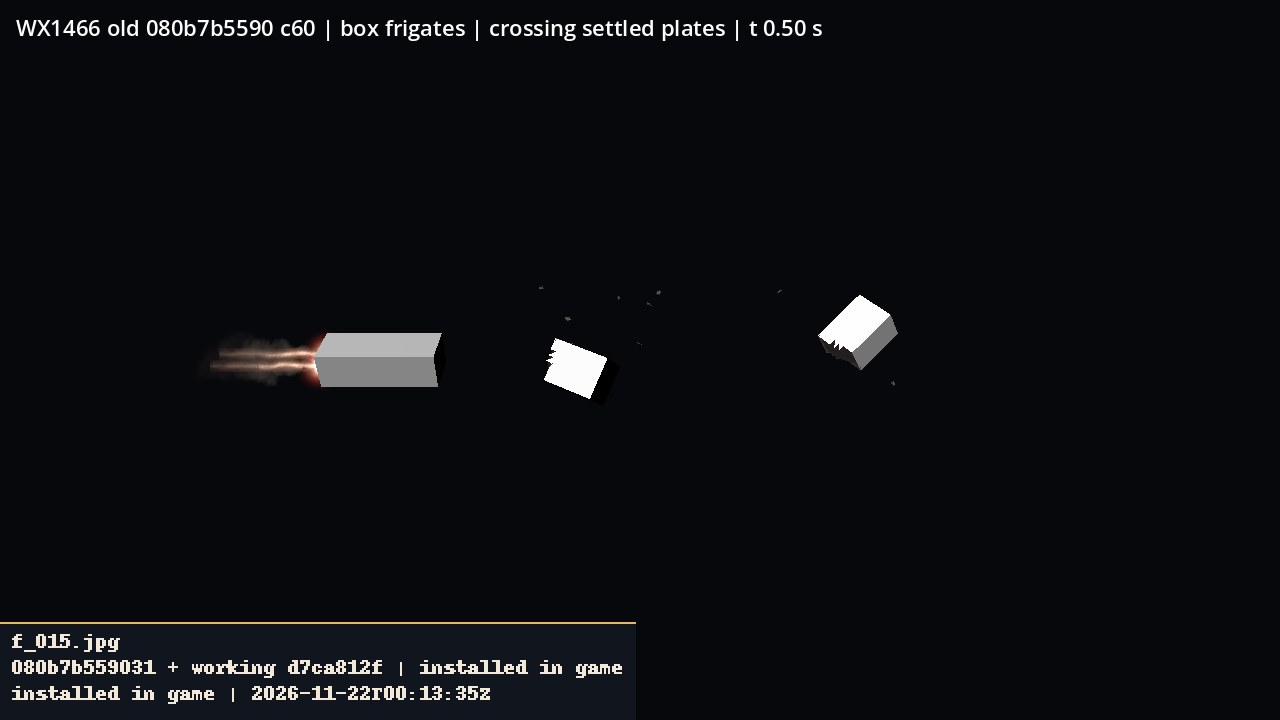 WX1466 old 080b7b5590 c60 | box frigates | crossing settled plates | t 0.50 s
f_015.jpg
080b7b559031 + working d7ca812f | installed in game
installed in game | 2026-11-22T00:13:35Z